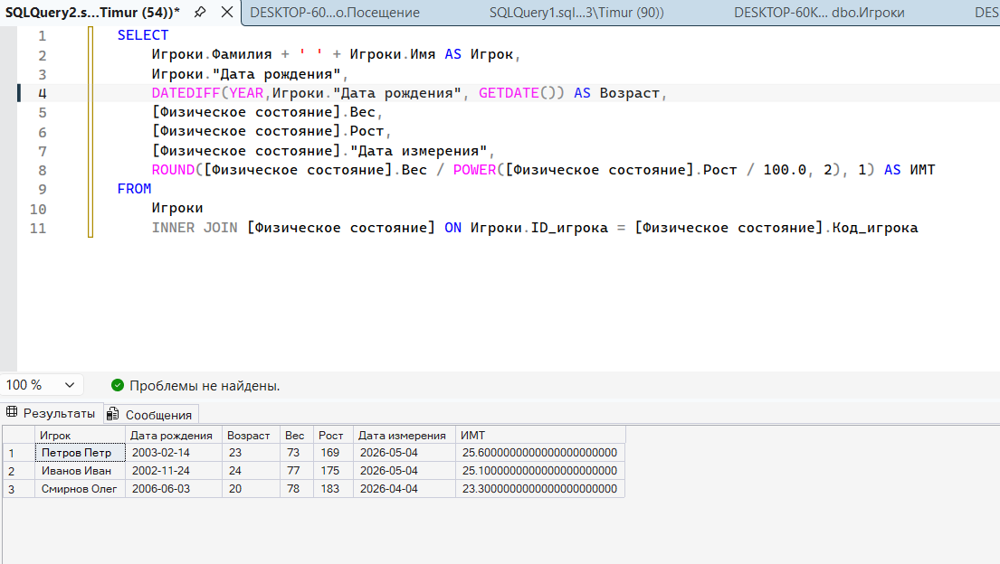 SQLQuery2.s...Timur (54))* DESKTOP-60...о.Посещение SQLQuery1.sql...3\Timur (90)) DESKTOP-60K... dbo.Игроки DES
1 SELECT
2 Игроки.Фамилия + ' ' + Игроки.Имя AS Игрок,
3 Игроки."Дата рождения",
4 DATEDIFF(YEAR,Игроки."Дата рождения", GETDATE()) AS Возраст,
5 [Физическое состояние].Вес,
6 [Физическое состояние].Рост,
7 [Физическое состояние]."Дата измерения",
8 ROUND([Физическое состояние].Вес / POWER([Физическое состояние].Рост / 100.0, 2), 1) AS ИМТ
9 FROM
10 Игроки
11 INNER JOIN [Физическое состояние] ON Игроки.ID_игрока = [Физическое состояние].Код_игрока
100 % Проблемы не найдены.
Результаты Сообщения
Игрок Дата рождения Возраст Вес Рост Дата измерения ИМТ
1 Петров Петр 2003-02-14 23 73 169 2026-05-04 25.6000000000000000000000
2 Иванов Иван 2002-11-24 24 77 175 2026-05-04 25.1000000000000000000000
3 Смирнов Олег 2006-06-03 20 78 183 2026-04-04 23.3000000000000000000000